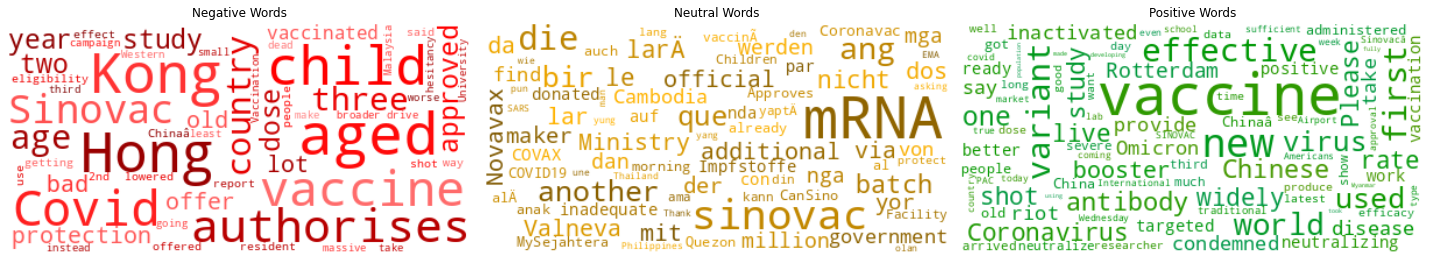 Negative Words
year effect study vaccinated said
campaign Western small dead
two child Malaysia hesitancy University
eligibility Kong country Vaccination people worse approved
third three
Sinovac old dose make broader drive
age Hong Chinaâ least aged shot way
getting lot
use 2nd lowered report
bad vaccine
Covid offer
protection going authorises
instead offered resident massive take
Neutral Words
da die auch lang vaccinÃ den Coronavac mga
wie larÄ werden Children ang EMA
find bir le official par nicht dos asking
pun donated Approves
SARS Cambodia nda yaptÄ mRNA
Novavax lar auf que already
maker Ministry yung mai additional via von
COVAX dan morning Impfstoffe yang al protect
COVID19 une Thailand con din nga batch
alÄ another der kann CanSino yor
anak inadequate ama Thank sinovac Facility
Valneva mit million government
MySejahtera Philippines Quezon olan
Positive Words
well inactivated even school data sufficient administered Sinovacâ
covid got effective day week fully
ready variant study good want Rotterdam positive Please take first vaccination
say long population made developing
market vaccine time
one lab Chinaâ see Airport approval
true dose live SINOVAC provide new virus
better severe Omicron Americans show Chinese rate
people coming booster third work
PAC today China International much produce Myanmar type
country shot antibody widely latest used efficacy
old riot using Wednesday traditional world took disease
Coronavirus targeted condemned neutralizing
arrived neutralize researcher